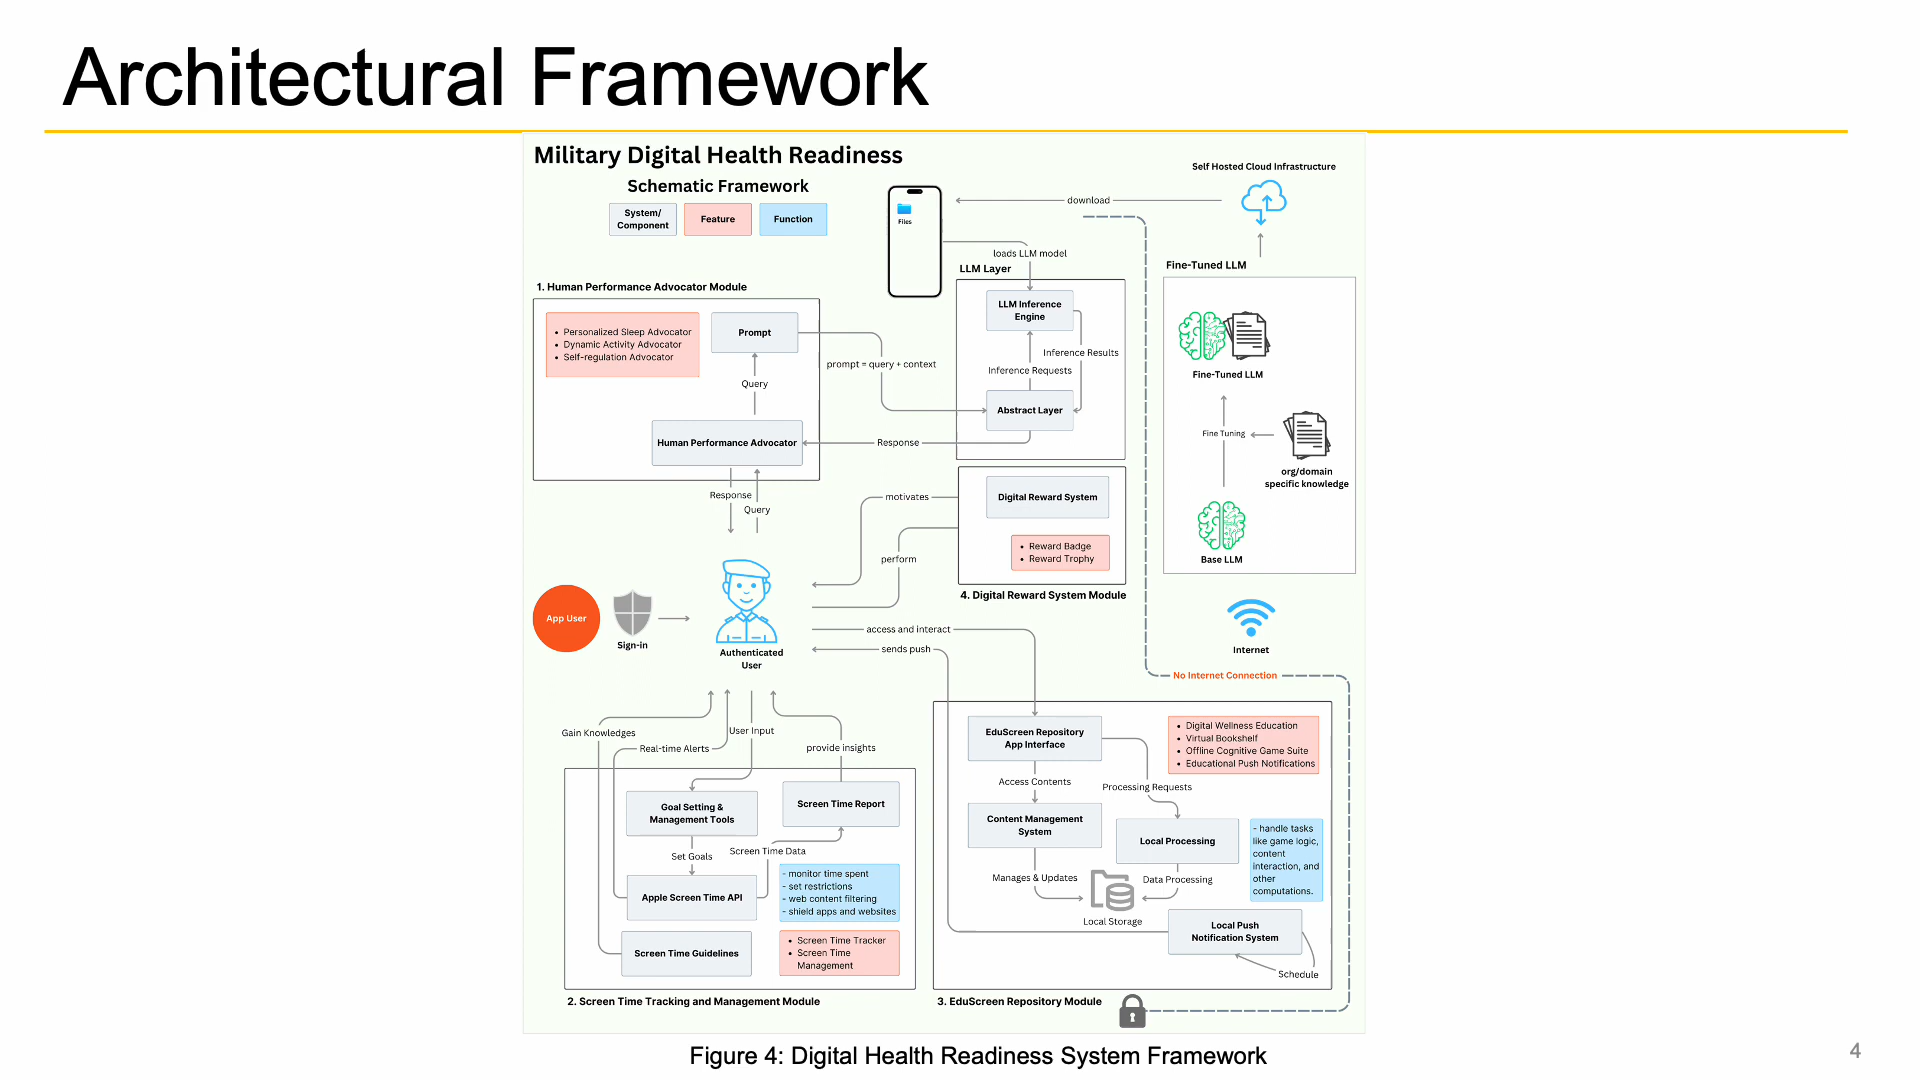 Architectural Framework
Military Digital Health Readiness
Schematic Framework
System/
Component
Feature
Function
Self Hosted Cloud Infrastructure
download
Files
loads LLM model
LLM Layer
Fine-Tuned LLM
1. Human Performance Advocator Module
• Personalized Sleep Advocator
• Dynamic Activity Advocator
• Self-regulation Advocator
Prompt
Query
Human Performance Advocator
prompt = query + context
LLM Inference
Engine
Inference Results
Inference Requests
Abstract Layer
Response
Fine-Tuned LLM
Fine Tuning
org/domain
specific knowledge
Base LLM
Response
Query
motivates
perform
Digital Reward System
• Reward Badge
• Reward Trophy
4. Digital Reward System Module
App User
Sign-in
Authenticated
User
access and interact
sends push
Internet
No Internet Connection
Gain Knowledges
Real-time Alerts
User Input
provide insights
Goal Setting &
Management Tools
Screen Time Report
Set Goals
Screen Time Data
Apple Screen Time API
- monitor time spent
- set restrictions
- web content filtering
- shield apps and websites
Screen Time Guidelines
• Screen Time Tracker
• Screen Time
Management
2. Screen Time Tracking and Management Module
EduScreen Repository
App Interface
• Digital Wellness Education
• Virtual Bookshelf
• Offline Cognitive Game Suite
• Educational Push Notifications
Access Contents
Processing Requests
Content Management
System
Local Processing
- handle tasks
like game logic,
content
interaction, and
other
computations.
Manages & Updates
Data Processing
Local Storage
Local Push
Notification System
Schedule
3. EduScreen Repository Module
Figure 4: Digital Health Readiness System Framework
4